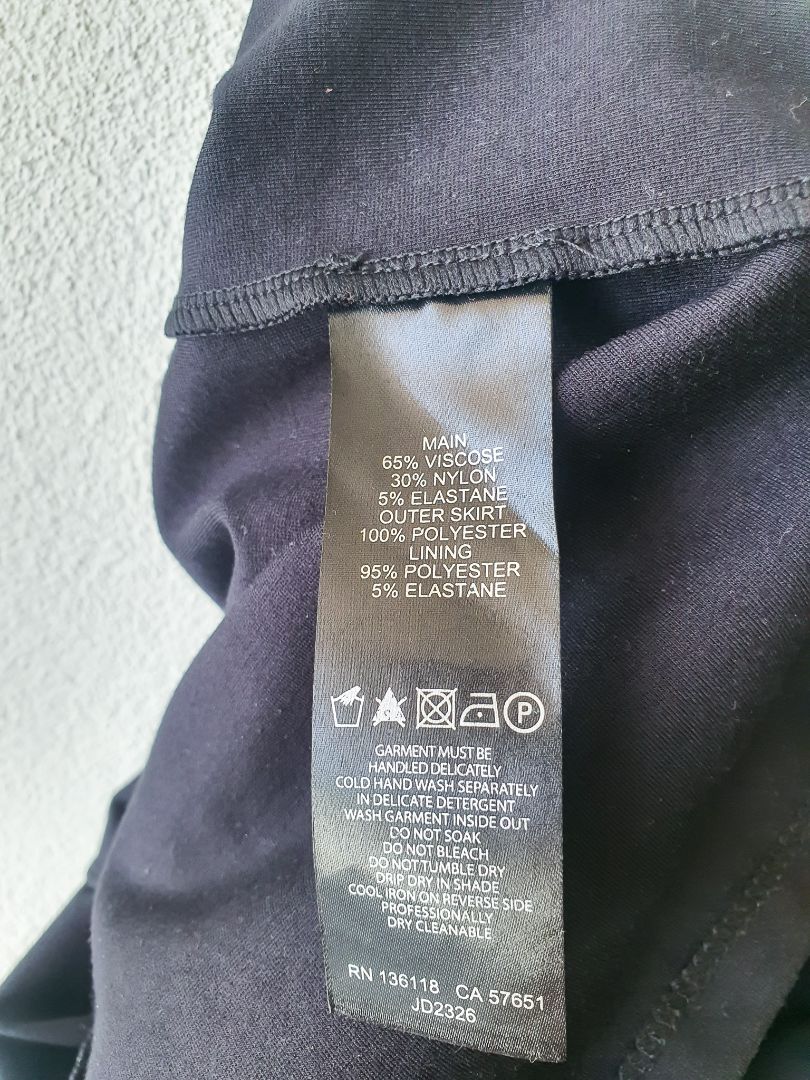 MAIN
65% VISCOSE
30% NYLON
5% ELASTANE
OUTER SKIRT
100% POLYESTER
LINING
95% POLYESTER
5% ELASTANE
P
GARMENT MUST BE
HANDLED DELICATELY
COLD HAND WASH SEPARATELY
IN DELICATE DETERGENT
WASH GARMENT INSIDE OUT
DO NOT SOAK
DO NOT BLEACH
DO NOT TUMBLE DRY
DRIP DRY IN SHADE
COOL IRON ON REVERSE SIDE
PROFESSIONALLY
DRY CLEANABLE.
RN 136118 CA 57651
JD2326